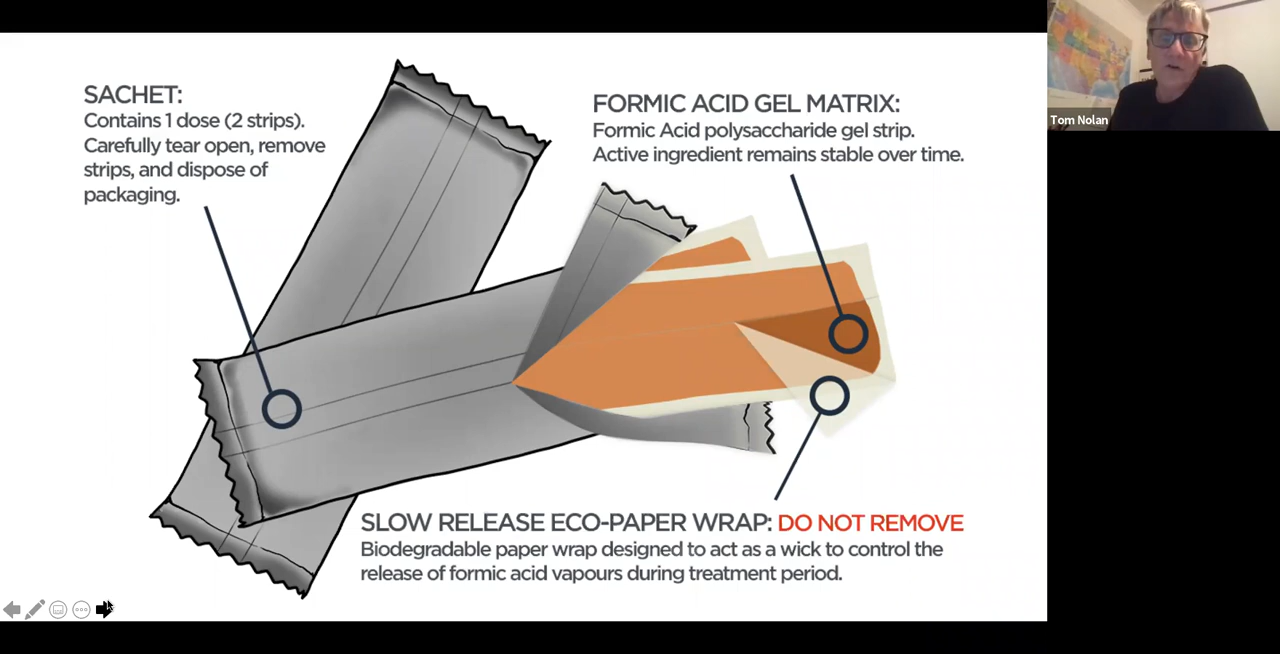 SACHET:
Contains 1 dose (2 strips).
Carefully tear open, remove
strips, and dispose of
packaging.
FORMIC ACID GEL MATRIX:
Formic Acid polysaccharide gel strip.
Active ingredient remains stable over time.
Tom Nolan
SLOW RELEASE ECO-PAPER WRAP: DO NOT REMOVE
Biodegradable paper wrap designed to act as a wick to control the
release of formic acid vapours during treatment period.